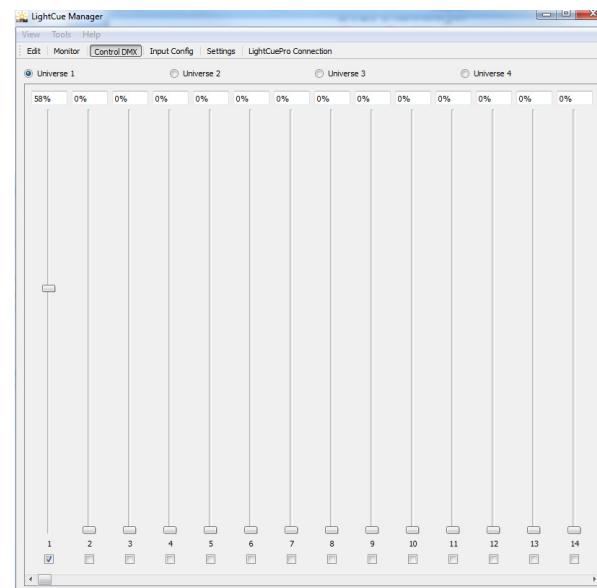 LightCue Manager
View Tools Help
Edit Monitor Control DMX Input Config Settings LightCuePro Connection
Universe 1 Universe 2 Universe 3 Universe 4
58% 0% 0% 0% 0% 0% 0% 0% 0% 0% 0% 0% 0% 0%
1 2 3 4 5 6 7 8 9 10 11 12 13 14